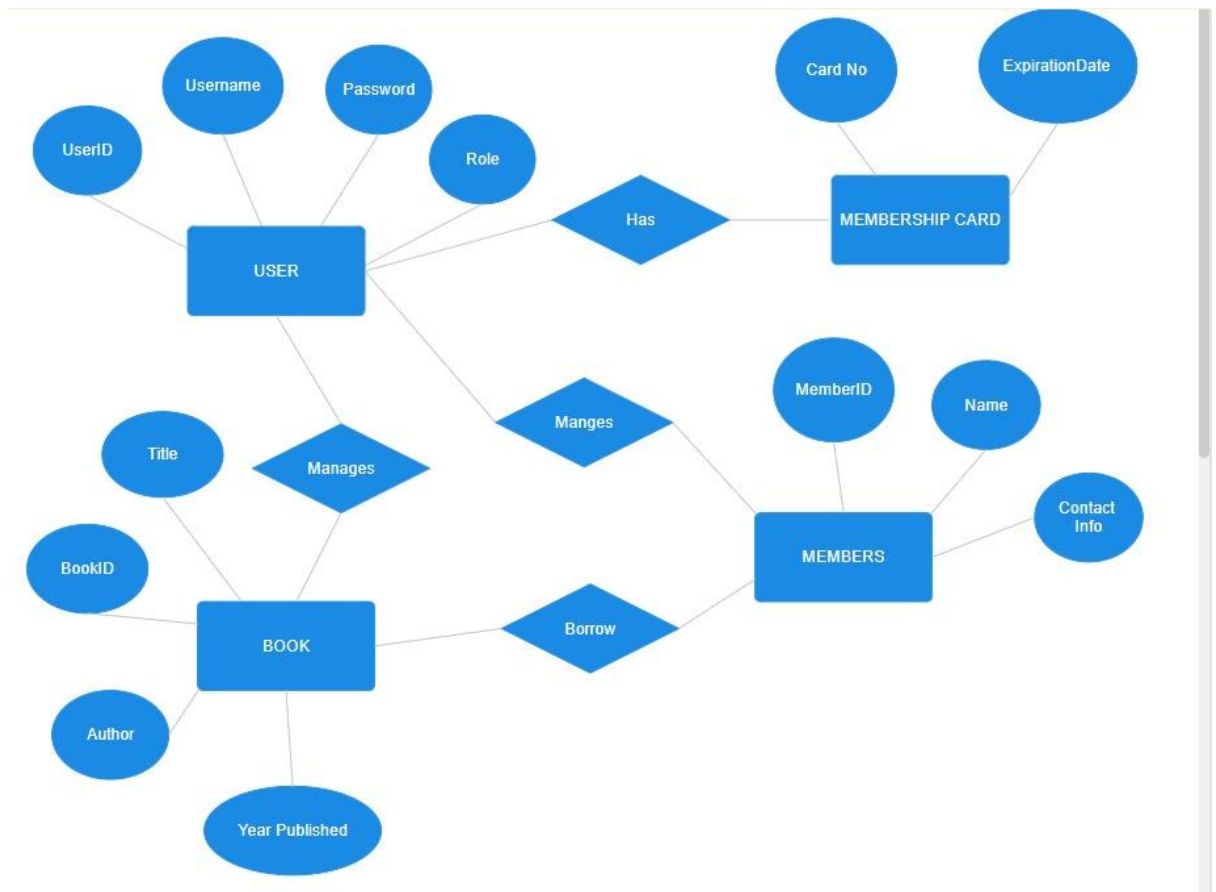 Username
Password
UserID
Role
USER
Has
Card No
ExpirationDate
MEMBERSHIP CARD
Manges
MemberID
Name
Contact
Info
MEMBERS
Manages
Title
BookID
BOOK
Borrow
Author
Year Published